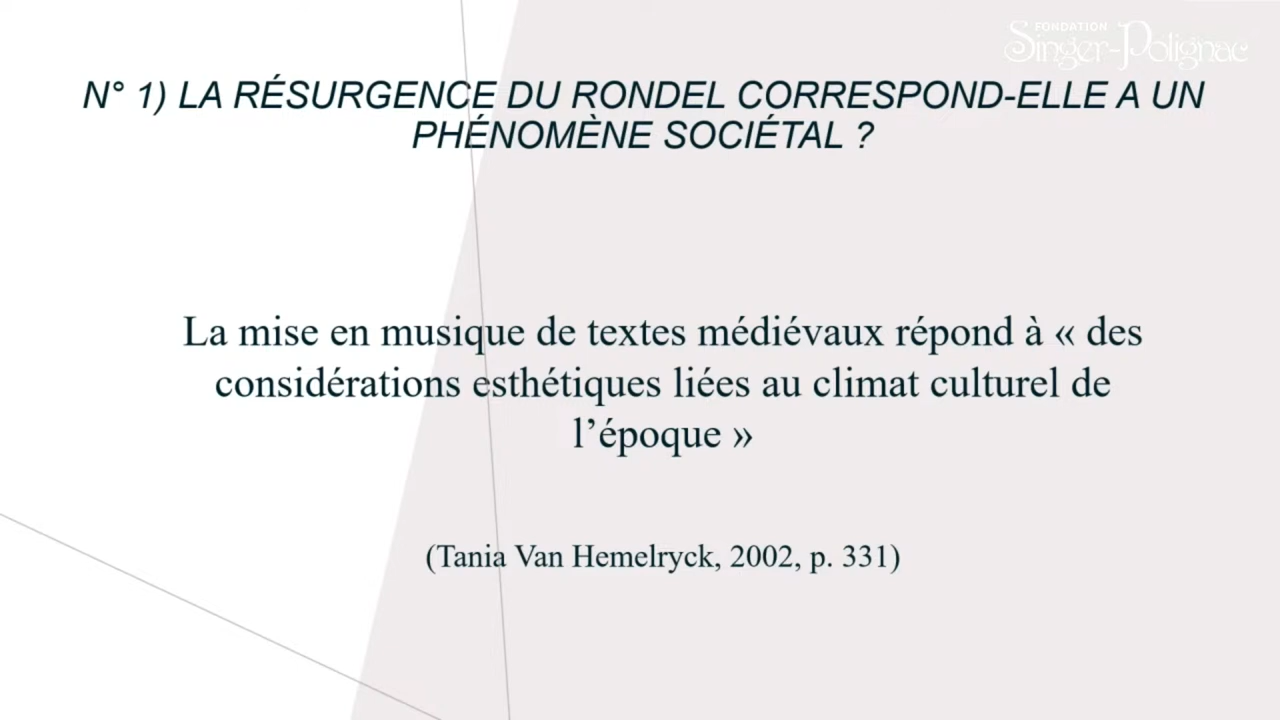 FONDATION
Singer-Polignac
N° 1) LA RÉSURGENCE DU RONDEL CORRESPOND-ELLE A UN
PHÉNOMÈNE SOCIÉTAL ?
La mise en musique de textes médiévaux répond à « des
considérations esthétiques liées au climat culturel de
l’époque »
(Tania Van Hemelryck, 2002, p. 331)